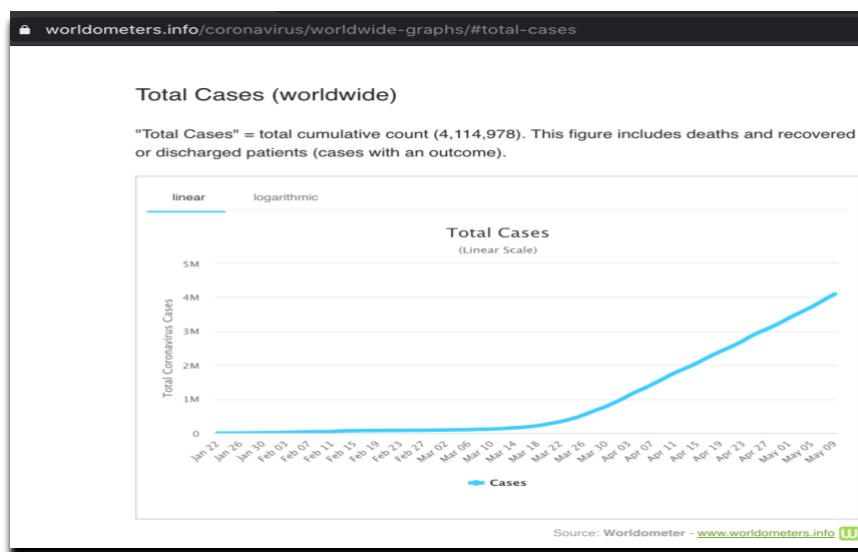 worldometers.info/coronavirus/worldwide-graphs/#total-cases
Total Cases (worldwide)
"Total Cases" = total cumulative count (4,114,978). This figure includes deaths and recovered
or discharged patients (cases with an outcome).
linear logarithmic
Total Cases
(Linear Scale)
Total Coronavirus Cases
5M
4M
3M
2M
1M
0
Jan 22 Jan 26 Jan 30 Feb 03 Feb 07 Feb 11 Feb 15 Feb 19 Feb 23 Feb 27 Mar 02 Mar 06 Mar 10 Mar 14 Mar 18 Mar 22 Mar 26 Mar 30 Apr 03 Apr 07 Apr 11 Apr 15 Apr 19 Apr 23 Apr 27 May 01 May 05 May 09
Cases
Source: Worldometer - www.worldometers.info